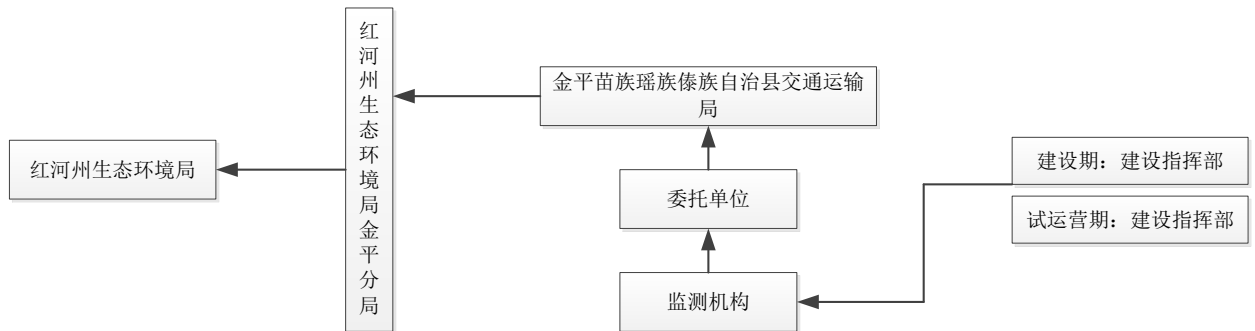 红河州生态环境局
红河州生态环境局金平分局
金平苗族瑶族傣族自治县交通运输
局
委托单位
监测机构
建设期：建设指挥部
试运营期：建设指挥部